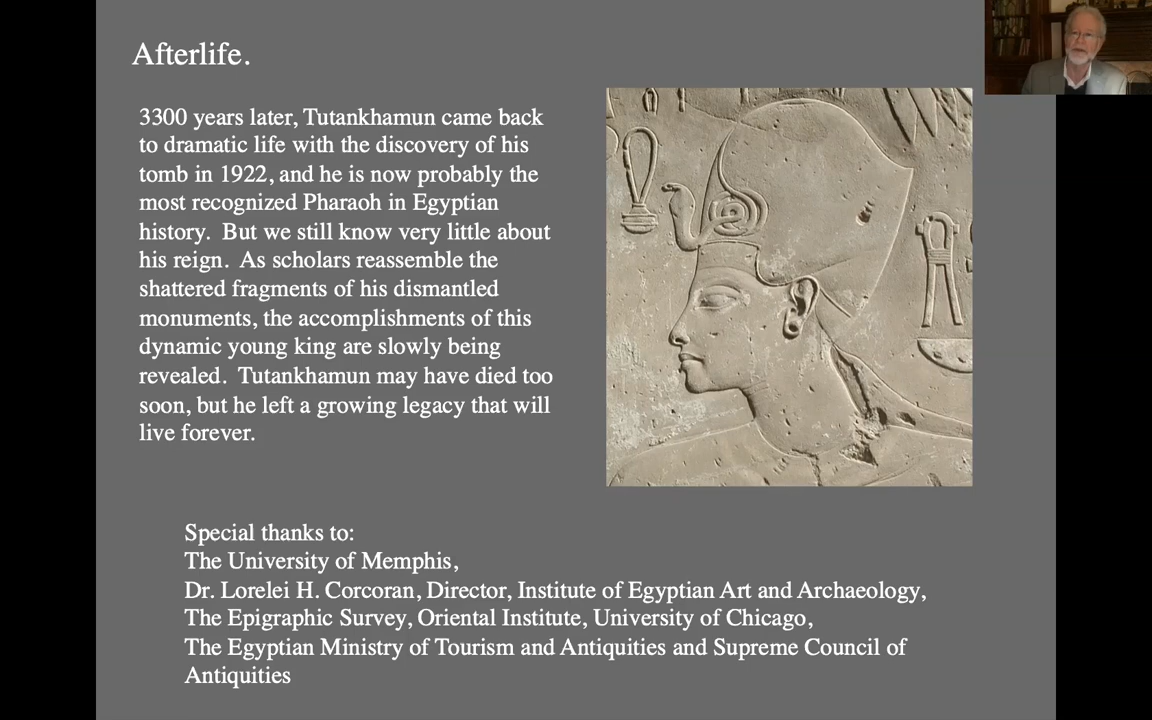 Afterlife.
3300 years later, Tutankhamun came back
to dramatic life with the discovery of his
tomb in 1922, and he is now probably the
most recognized Pharaoh in Egyptian
history.  But we still know very little about
his reign.  As scholars reassemble the
shattered fragments of his dismantled
monuments, the accomplishments of this
dynamic young king are slowly being
revealed.  Tutankhamun may have died too
soon, but he left a growing legacy that will
live forever.
Special thanks to:
The University of Memphis,
Dr. Lorelei H. Corcoran, Director, Institute of Egyptian Art and Archaeology,
The Epigraphic Survey, Oriental Institute, University of Chicago,
The Egyptian Ministry of Tourism and Antiquities and Supreme Council of
Antiquities